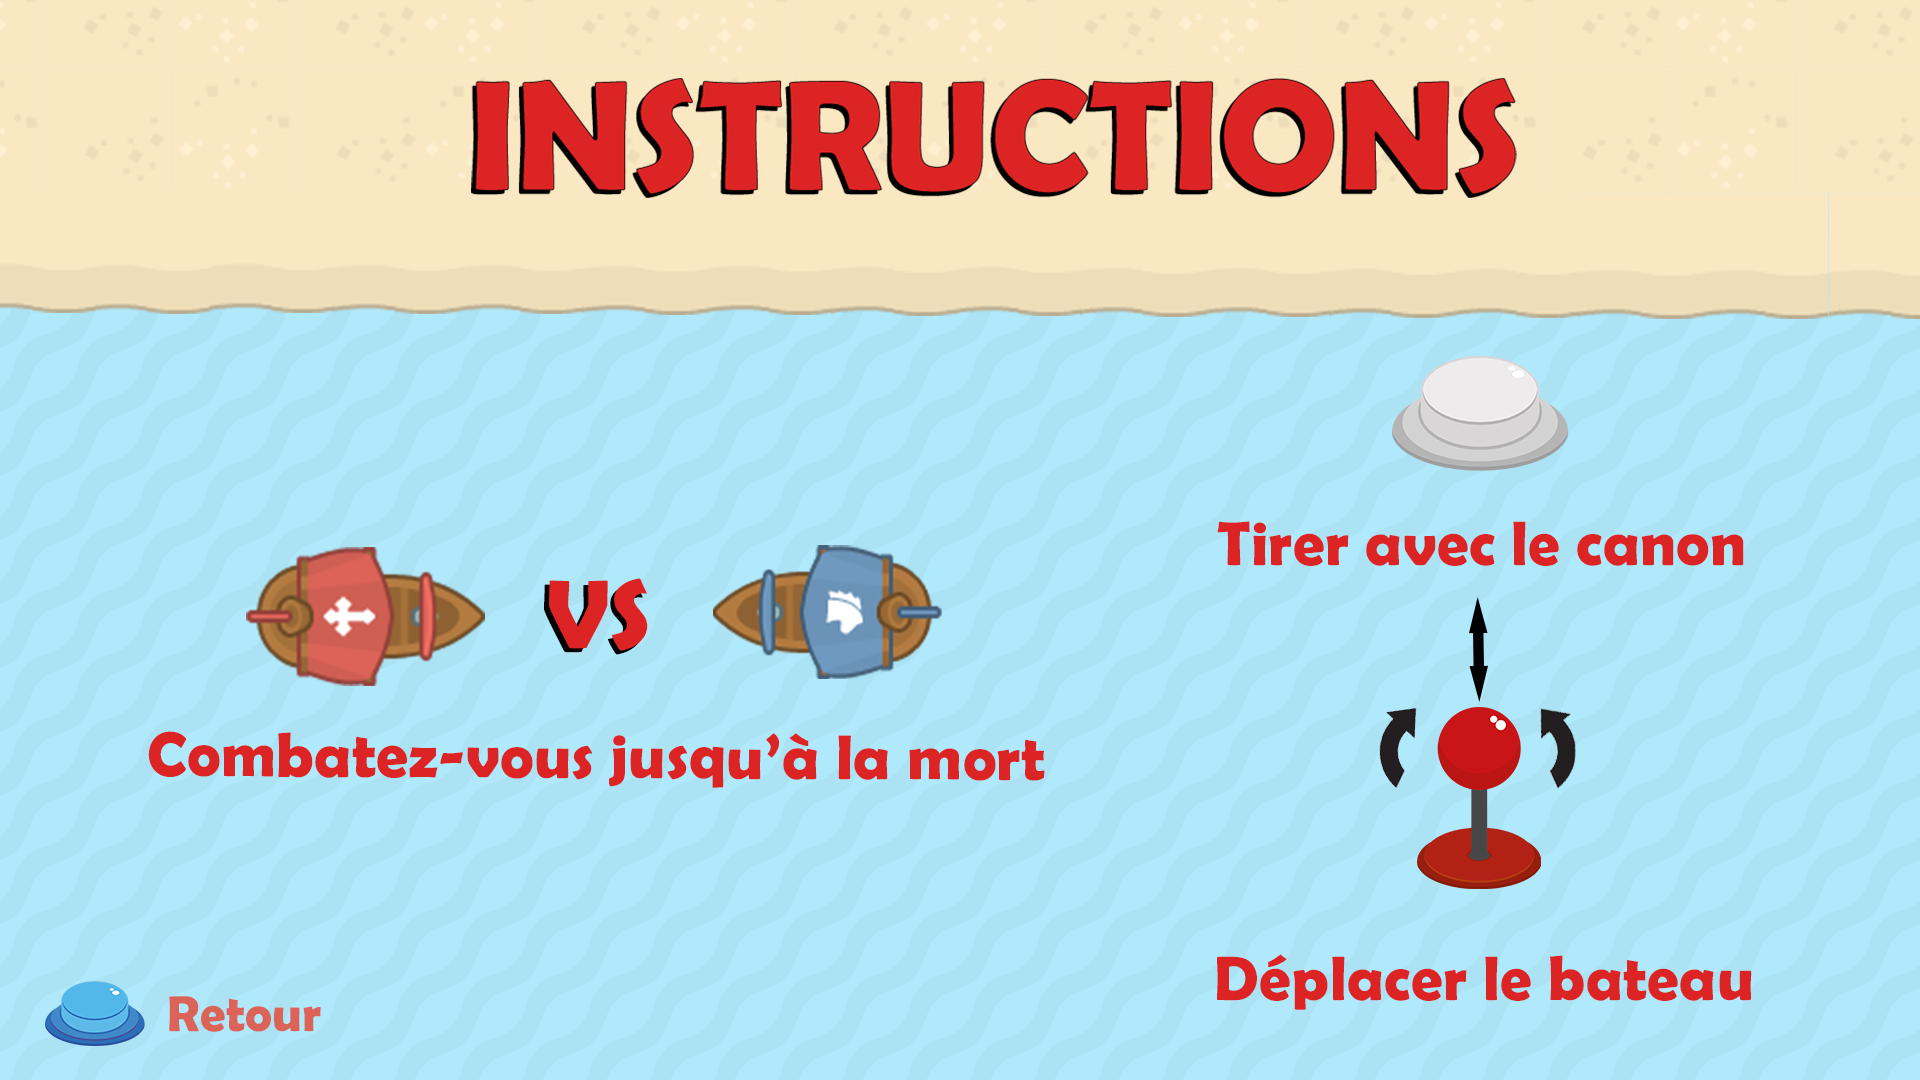 INSTRUCTIONS
VS
Combatez-vous jusqu’à la mort
Tirer avec le canon
Déplacer le bateau
Retour